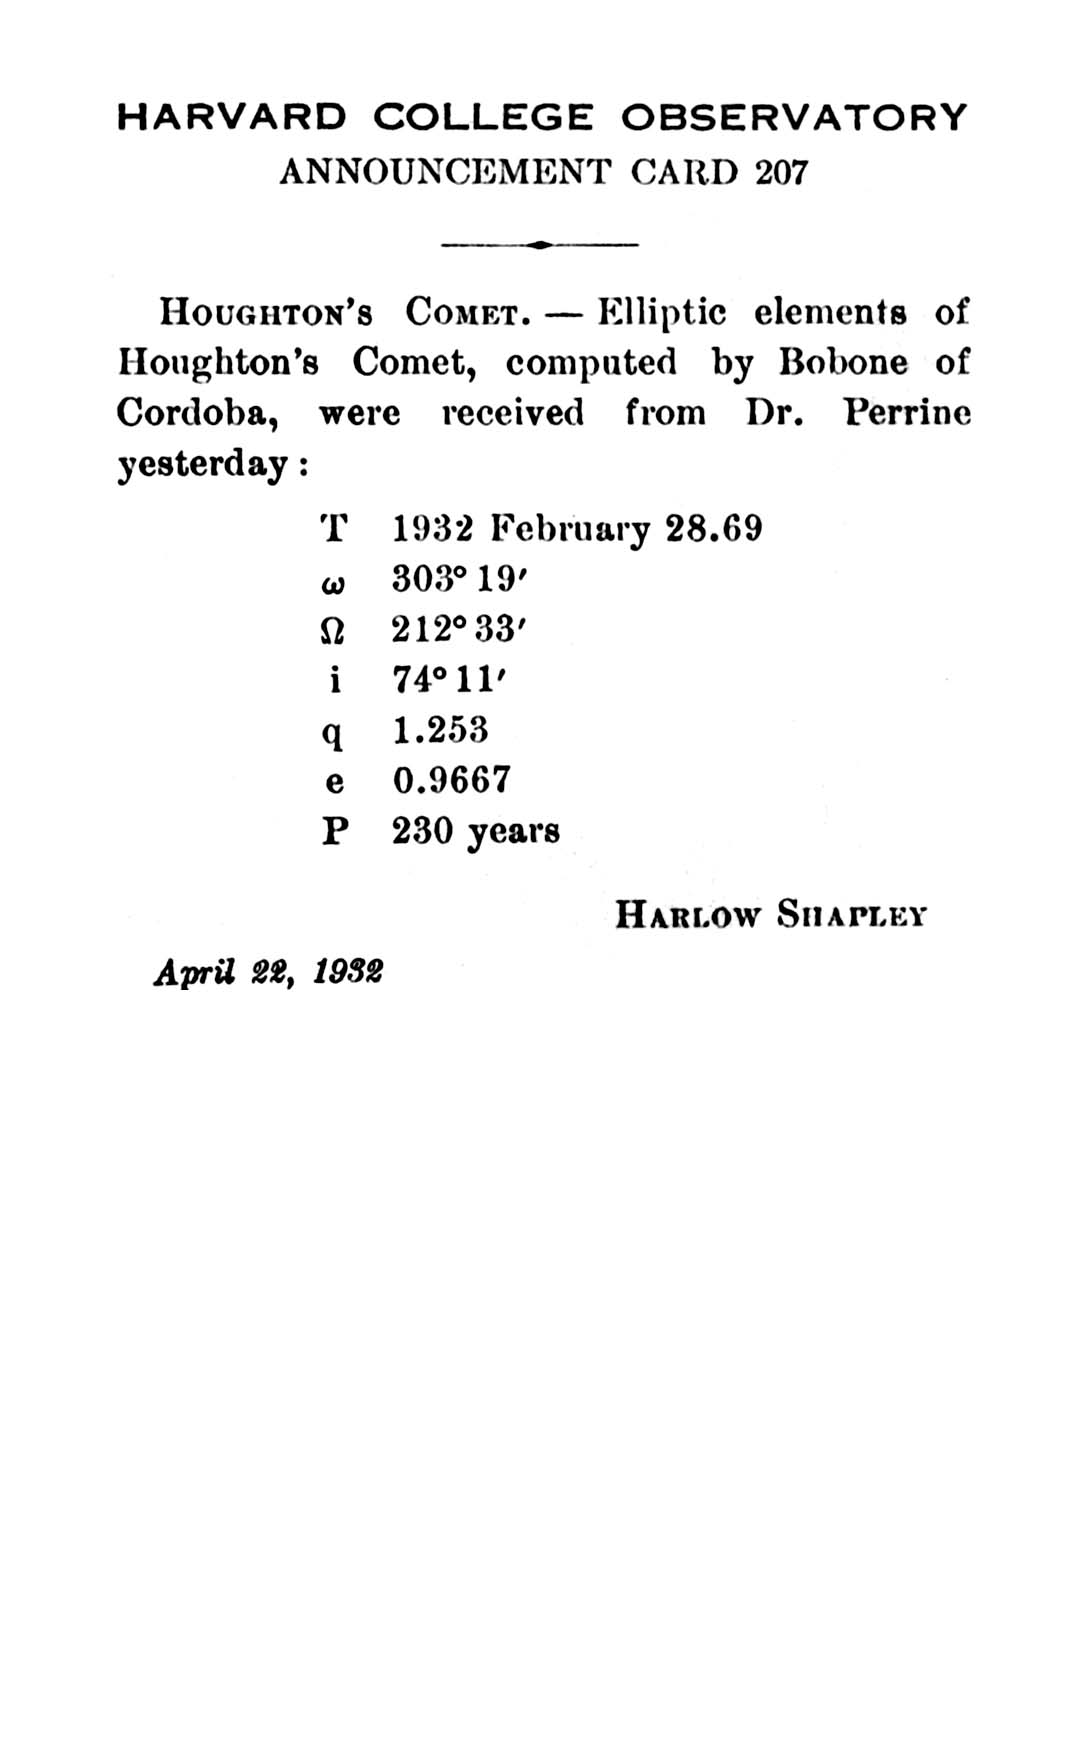 HARVARD COLLEGE OBSERVATORY
ANNOUNCEMENT CARD 207
HOUGHTON'S COMET. — Elliptic elements of
Houghton's Comet, computed by Bobone of
Cordoba, were received from Dr. Perrine
yesterday :
T 1932 February 28.69
ω 303° 19′
Ω 212° 33′
i 74° 11′
q 1.253
e 0.9667
P 230 years
HARLOW SHAPLEY
April 22, 1932